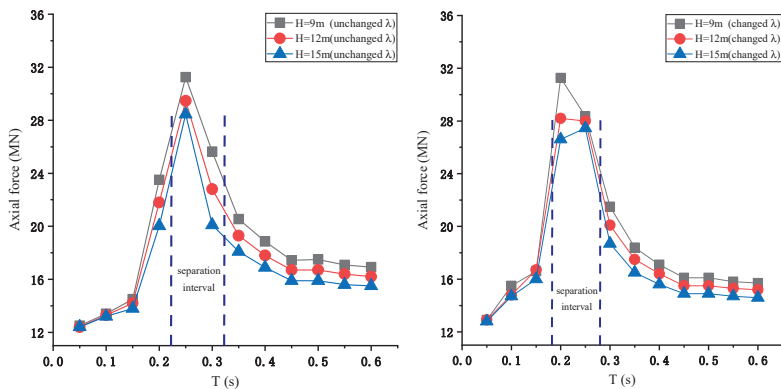 H=9m (unchanged λ)
H=12m(unchanged λ)
H=15m(unchanged λ)
36
32
28
24
20
16
12
Axial force (MN)
separation
interval
0.0
0.1
0.2
0.3
0.4
0.5
0.6
T (s)
H=9m (changed λ)
H=12m (changed λ)
H=15m(changed λ)
36
32
28
24
20
16
12
Axial force (MN)
separation
interval
0.0
0.1
0.2
0.3
0.4
0.5
0.6
T (s)